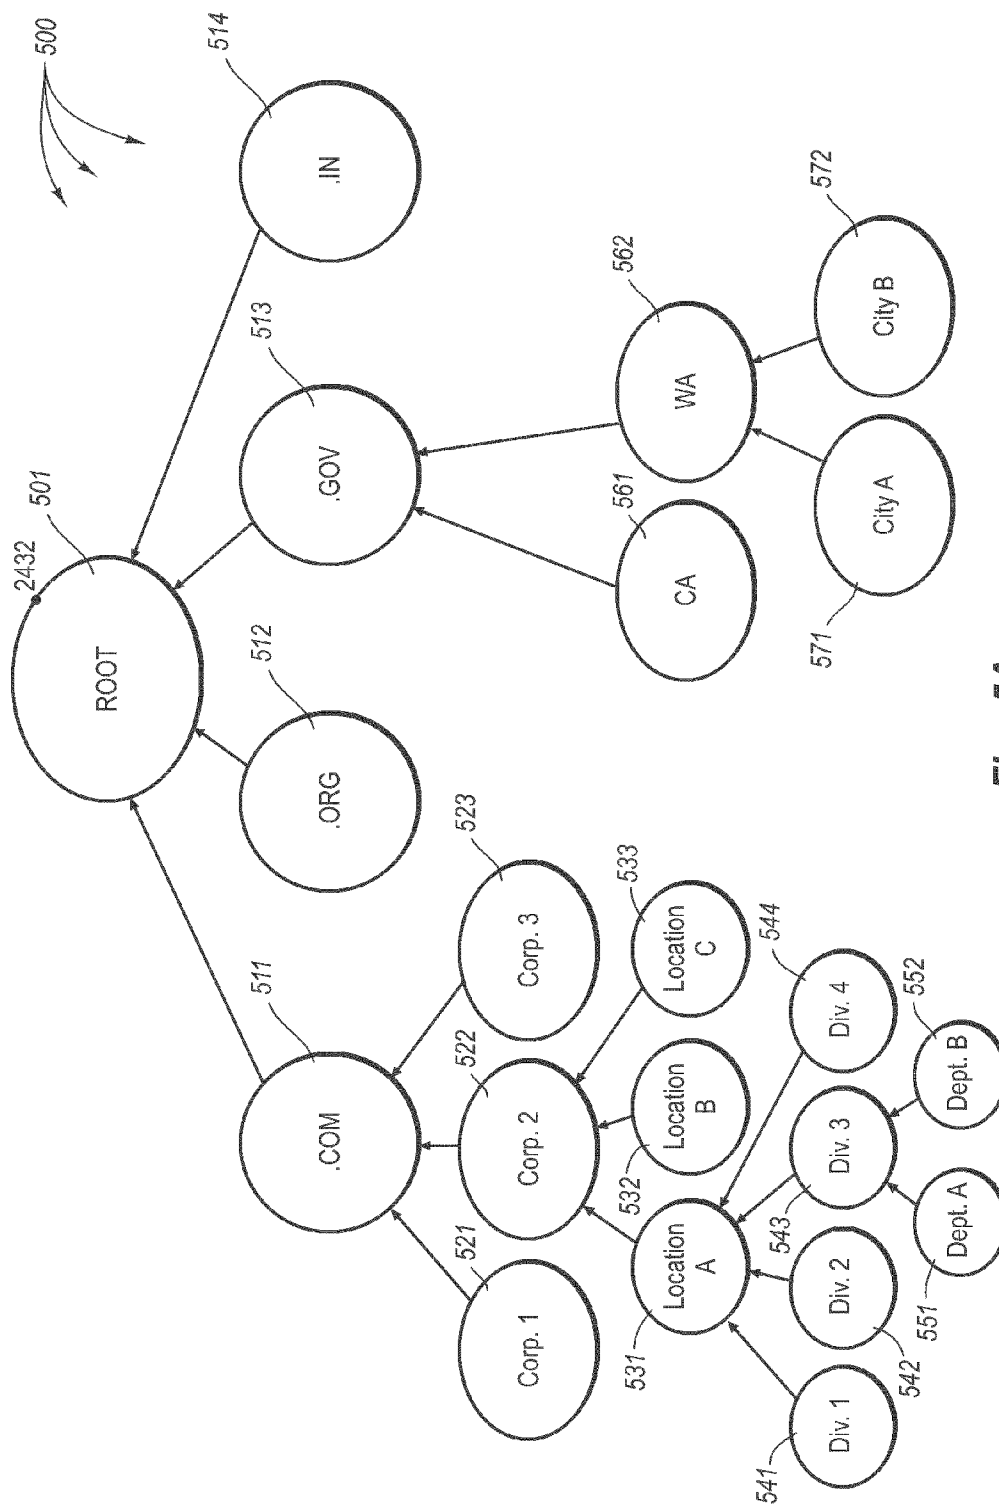 500
2432
501
ROOT
511
.COM
512
.ORG
513
.GOV
514
.IN
521
Corp. 1
522
Corp. 2
523
Corp. 3
561
CA
562
WA
531
Location
A
532
Location
B
533
Location
C
571
City A
572
City B
541
Div. 1
542
Div. 2
543
Div. 3
544
Div. 4
551
Dept. A
552
Dept. B